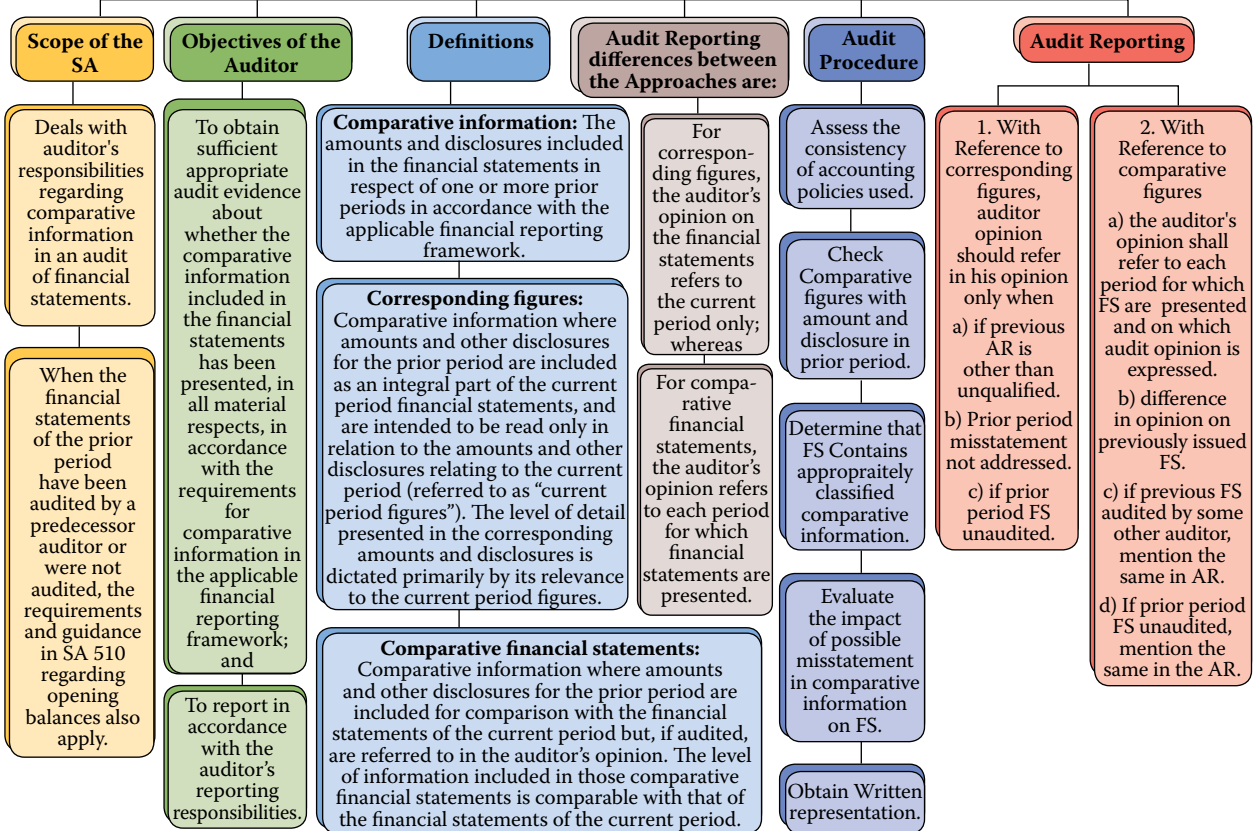 Scope of the
SA
Deals with
auditor's
responsibilities
regarding
comparative
information
in an audit
of financial
statements.
When the
financial
statements
of the prior
period
have been
audited by a
predecessor
auditor or
were not
audited, the
requirements
and guidance
in SA 510
regarding
opening
balances also
apply.
Objectives of the
Auditor
To obtain
sufficient
appropriate
audit evidence
about
whether the
comparative
information
included in
the financial
statements
has been
presented, in
all material
respects, in
accordance
with the
requirements
for
comparative
information in
the applicable
financial
reporting
framework;
and
To report in
accordance
with the
auditor’s
reporting
responsibilities.
Definitions
Comparative information: The
amounts and disclosures included
in the financial statements in
respect of one or more prior
periods in accordance with the
applicable financial reporting
framework.
Corresponding figures:
Comparative information where
amounts and other disclosures
for the prior period are included
as an integral part of the current
period financial statements, and
are intended to be read only in
relation to the amounts and other
disclosures relating to the current
period (referred to as “current
period figures”). The level of detail
presented in the corresponding
amounts and disclosures is
dictated primarily by its relevance
to the current period figures.
Comparative financial statements:
Comparative information where amounts
and other disclosures for the prior period are
included for comparison with the financial
statements of the current period but, if audited,
are referred to in the auditor’s opinion. The level
of information included in those comparative
financial statements is comparable with that of
the financial statements of the current period.
Audit Reporting
differences between
the Approaches are:
For
correspon-
ding figures,
the auditor’s
opinion on
the financial
statements
refers to
the current
period only;
whereas
For compa-
rative
financial
statements,
the auditor’s
opinion refers
to each period
for which
financial
statements are
presented.
Audit
Procedure
Assess the
consistency
of accounting
policies used.
Check
Comparative
figures with
amount and
disclosure in
prior period.
Determine that
FS Contains
appropraitely
classified
comparative
information.
Evaluate
the impact
of possible
misstatement
in comparative
information
on FS.
Obtain Written
representation.
Audit Reporting
1. With
Reference to
corresponding
figures,
auditor
opinion
should refer
in his opinion
only when
a) if previous
AR is
other than
unqualified.
b) Prior period
misstatement
not addressed.
c) if prior
period FS
unaudited.
2. With
Reference to
comparative
figures
a) the auditor's
opinion shall
refer to each
period for which
FS are presented
and on which
audit opinion is
expressed.
b) difference
in opinion on
previously issued
FS.
c) if previous FS
audited by some
other auditor,
mention the
same in AR.
d) If prior period
FS unaudited,
mention the
same in the AR.